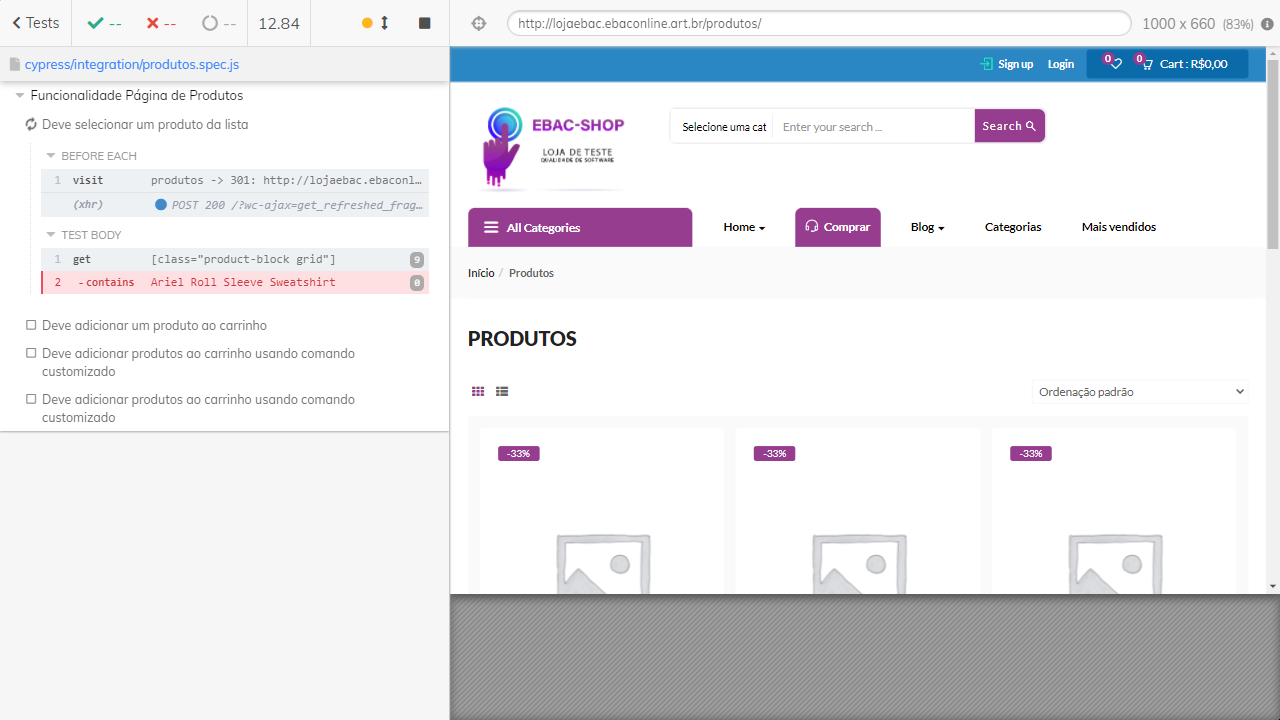 Tests
--
--
--
12.84
http://lojaebac.ebaconline.art.br/produtos/
1000 x 660 (83%)
cypress/integration/produtos.spec.js
Funcionalidade Página de Produtos
Deve selecionar um produto da lista
BEFORE EACH
1 visit produtos -> 301: http://lojaebac.ebaconl…
(xhr) POST 200 /?wc-ajax=get_refreshed_frag…
TEST BODY
1 get [class="product-block grid"] 9
2 -contains Ariel Roll Sleeve Sweatshirt 0
Deve adicionar um produto ao carrinho
Deve adicionar produtos ao carrinho usando comando
customizado
Deve adicionar produtos ao carrinho usando comando
customizado
Sign up Login 0 0 Cart : R$0,00
EBAC-SHOP
LOJA DE TESTE
QUALIDADE DE SOFTWARE
Selecione uma cat Enter your search ... Search
All Categories Home Comprar Blog Categorias Mais vendidos
Início / Produtos
PRODUTOS
Ordenação padrão
-33% -33% -33%